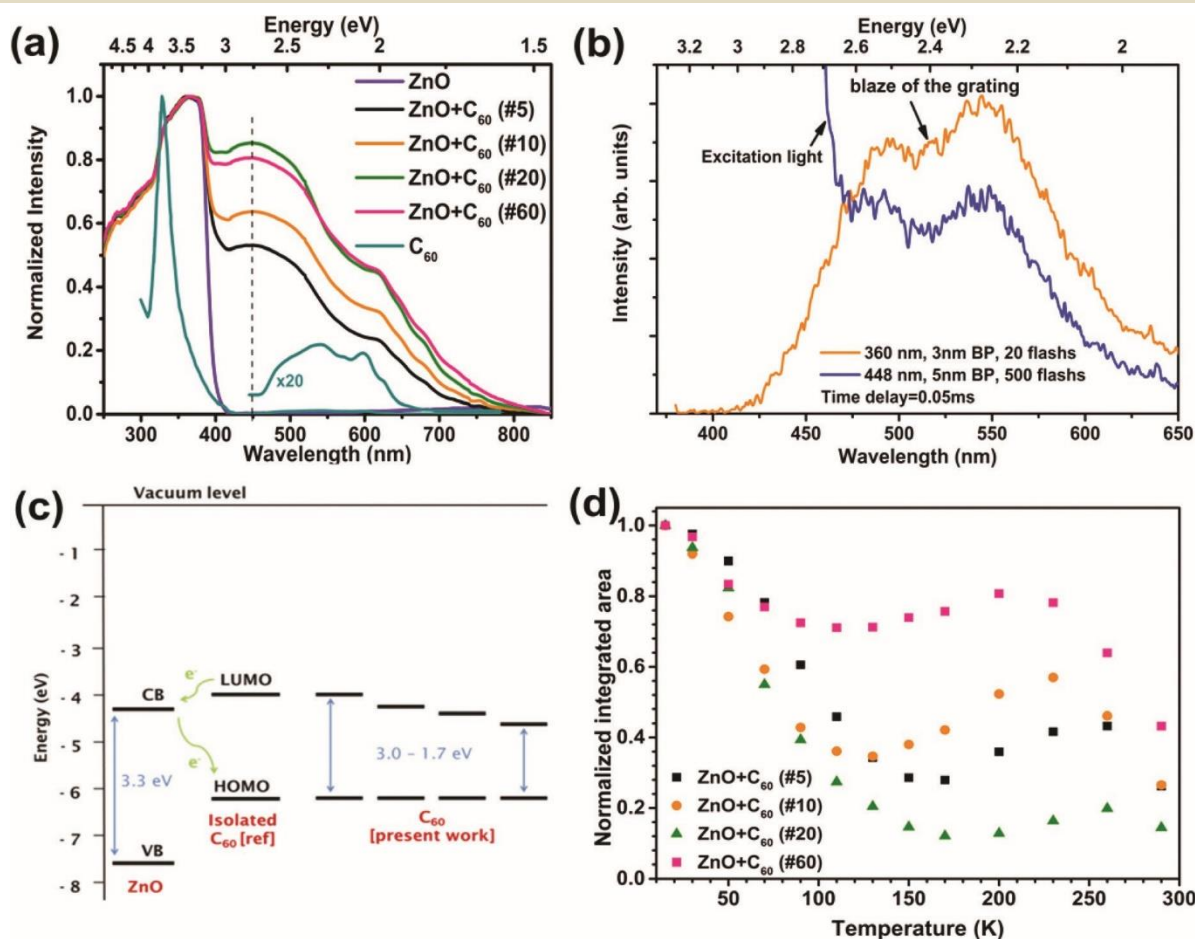 (a)
Energy (eV)
4.5 4 3.5 3 2.5 2 1.5
Normalized Intensity
1.0
0.8
0.6
0.4
0.2
0.0
ZnO
ZnO+C₆₀ (#5)
ZnO+C₆₀ (#10)
ZnO+C₆₀ (#20)
ZnO+C₆₀ (#60)
C₆₀
x20
300 400 500 600 700 800
Wavelength (nm)
(b)
Energy (eV)
3.2 3 2.8 2.6 2.4 2.2 2
Intensity (arb. units)
blaze of the grating
Excitation light
360 nm, 3nm BP, 20 flashs
448 nm, 5nm BP, 500 flashs
Time delay=0.05ms
400 450 500 550 600 650
Wavelength (nm)
(c)
Vacuum level
Energy (eV)
- 1
- 2
- 3
- 4
- 5
- 6
- 7
- 8
CB
3.3 eV
VB
ZnO
e⁻
e⁻
LUMO
HOMO
Isolated
C₆₀ [ref]
3.0 – 1.7 eV
C₆₀
[present work]
(d)
Normalized integrated area
1.0
0.8
0.6
0.4
0.2
0.0
ZnO+C₆₀ (#5)
ZnO+C₆₀ (#10)
ZnO+C₆₀ (#20)
ZnO+C₆₀ (#60)
50 100 150 200 250 300
Temperature (K)